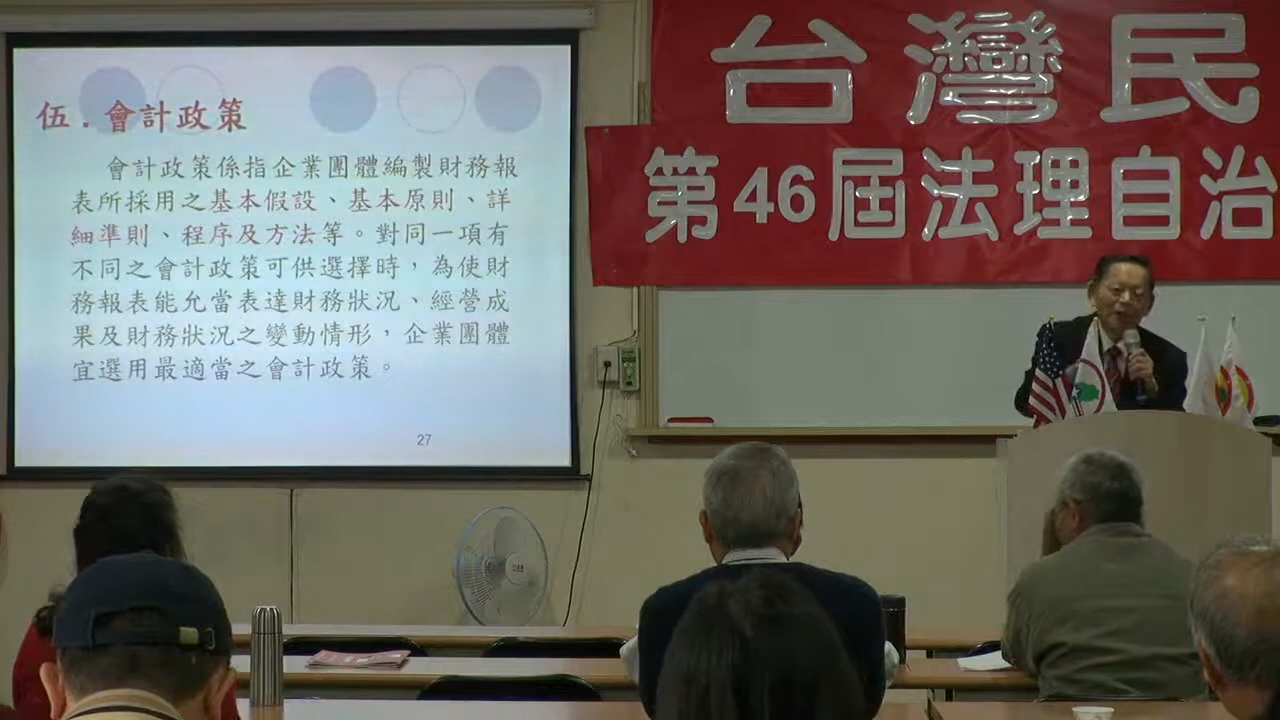 伍.會計政策
會計政策係指企業團體編製財務報
表所採用之基本假設、基本原則、詳
細準則、程序及方法等。對同一項有
不同之會計政策可供選擇時，為使財
務報表能允當表達財務狀況、經營成
果及財務狀況之變動情形，企業團體
宜選用最適當之會計政策。
27
台灣民
第46屆法理自治